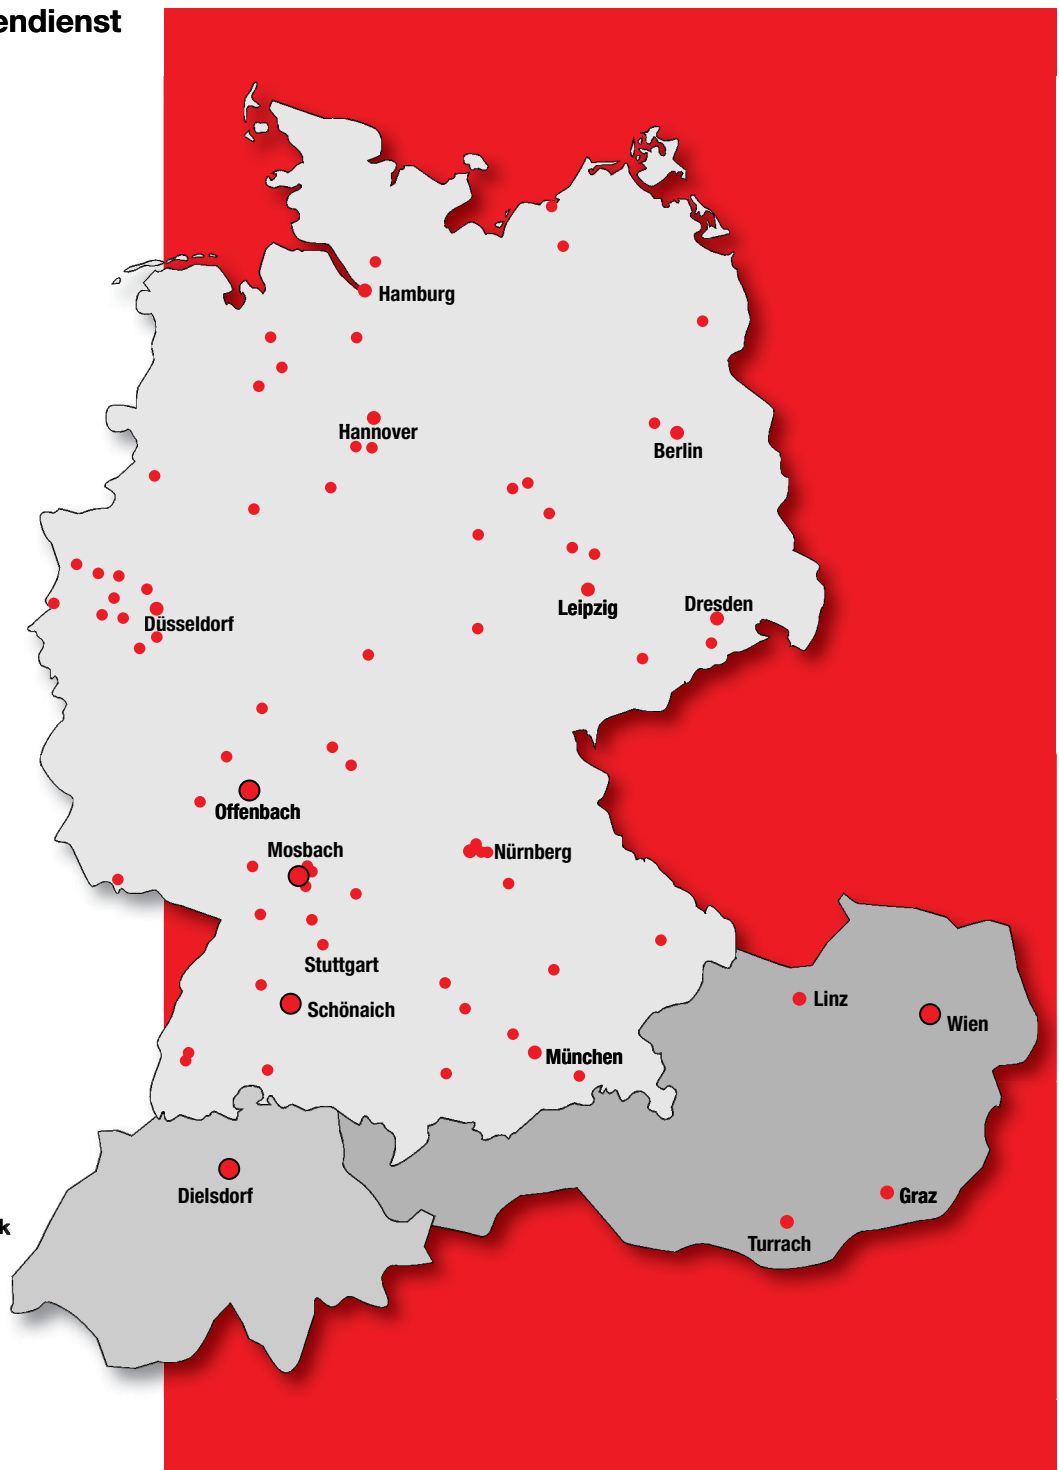 endienst
Hamburg
Hannover
Berlin
Leipzig
Dresden
Düsseldorf
Offenbach
Mosbach
Nürnberg
Stuttgart
Schönaich
Linz
Wien
München
Dielsdorf
Graz
k
Turrach